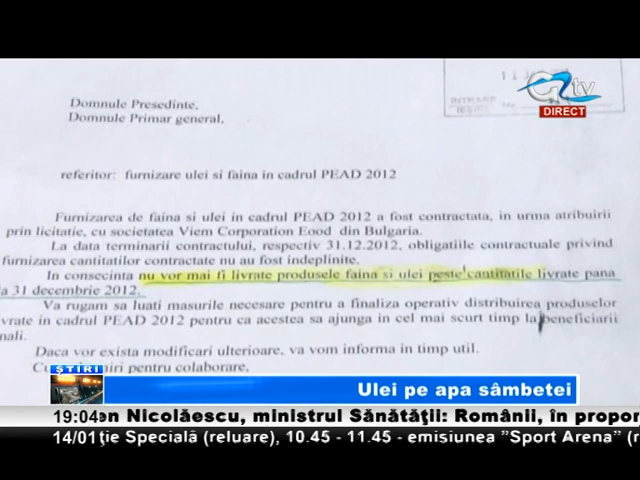 Domnule Presedinte,
Domnule Primar general,
INTRARE
tv
DIRECT
referitor: furnizare ulei si faina in cadrul PEAD 2012
Furnizarea de faina si ulei in cadrul PEAD 2012 a fost contractata, in urma atribuirii
prin licitatie, cu societatea Viem Corporation Eood din Bulgaria.
La data terminarii contractului, respectiv 31.12.2012, obligatiile contractuale privind
furnizarea cantitatilor contractate nu au fost indeplinite.
In consecinta nu vor mai fi livrate produsele faina si ulei peste cantitatile livrate pana
la 31 decembrie 2012.
Va rugam sa luati masurile necesare pentru a finaliza operativ distribuirea produselor
vrate in cadrul PEAD 2012 pentru ca acestea sa ajunga in cel mai scurt timp la beneficiarii
nali.
Daca vor exista modificari ulterioare, va vom informa in timp util.
pentru colaborare,
ŞTIRI
Ulei pe apa sâmbetei
19:04 en Nicolăescu, ministrul Sănătăţii: Românii, în propor
14/01 ţie Specială (reluare), 10.45 - 11.45 - emisiunea ”Sport Arena” (r